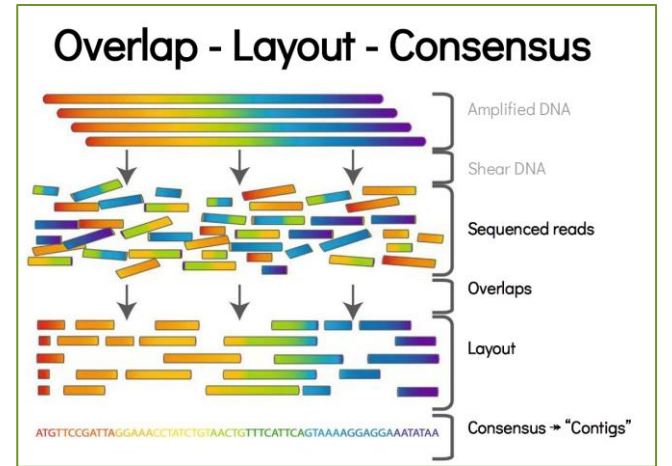 Overlap - Layout - Consensus
Amplified DNA
Shear DNA
Sequenced reads
Overlaps
Layout
ATGTTCCGATTAGGAAACCTATCTGTAACTGTTTCATTCAGTAAAAGGAGGAAATATAA
Consensus → “Contigs”